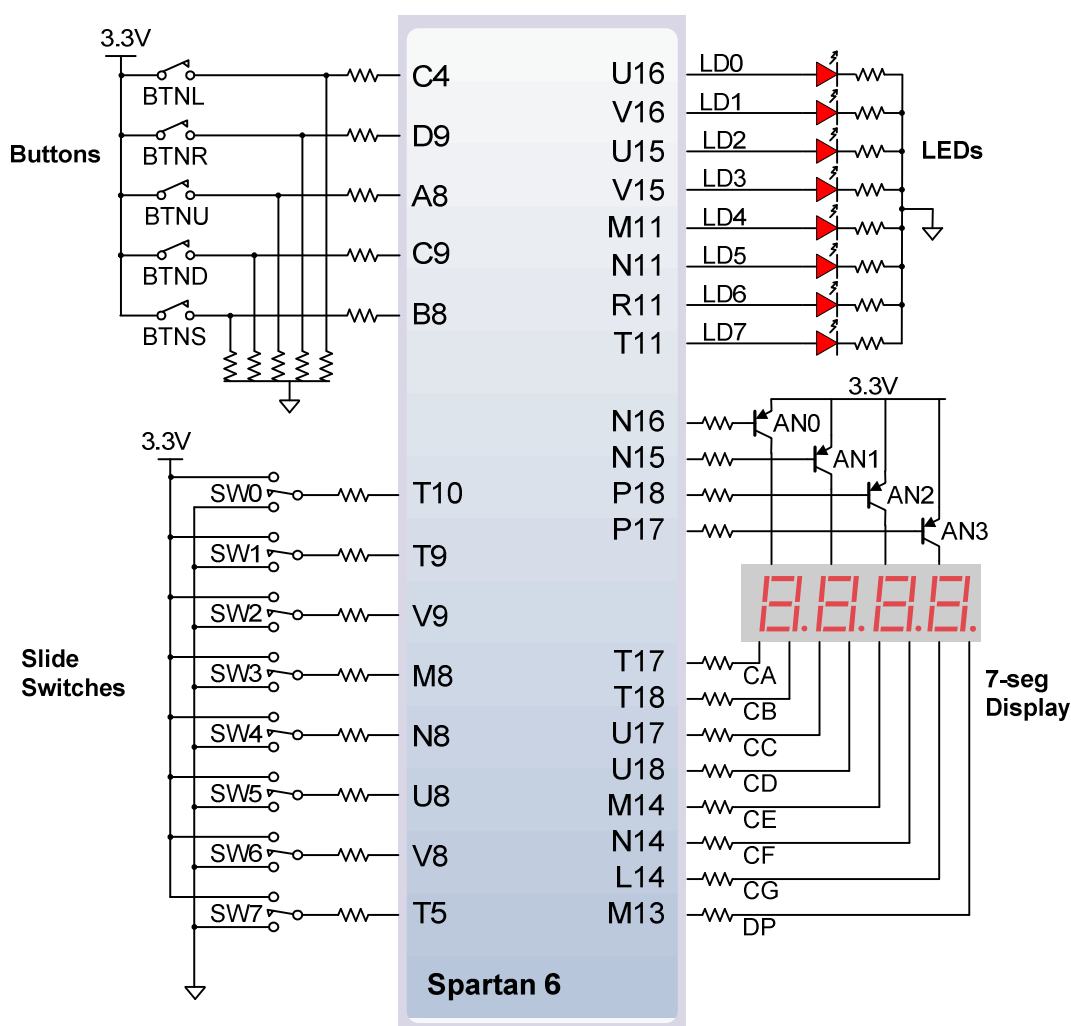 3.3V
BTNL
C4
BTNR
D9
Buttons
BTNU
A8
BTND
C9
BTNS
B8
U16
LD0
V16
LD1
U15
LD2
LEDs
V15
LD3
M11
LD4
N11
LD5
R11
LD6
T11
LD7
3.3V
N16
AN0
N15
AN1
P18
AN2
P17
AN3
3.3V
SW0
T10
SW1
T9
SW2
V9
Slide
Switches
SW3
M8
SW4
N8
SW5
U8
SW6
V8
SW7
T5
8.8.8.8.
T17
CA
T18
CB
7-seg
Display
U17
CC
U18
CD
M14
CE
N14
CF
L14
CG
M13
DP
Spartan 6